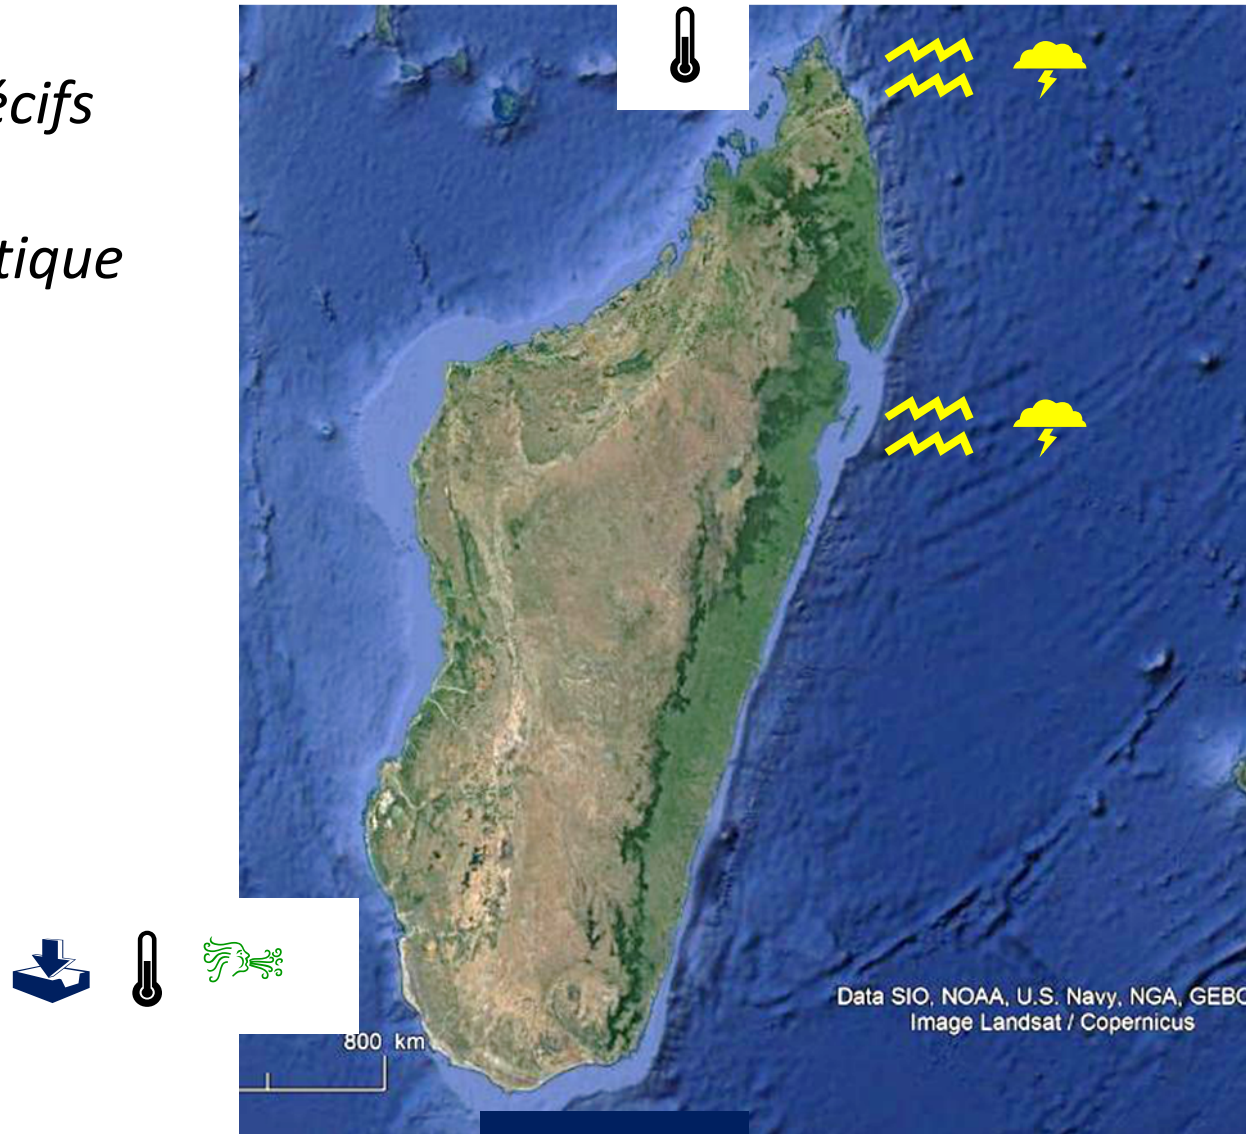 écifs
tique
Data SIO, NOAA, U.S. Navy, NGA, GEBC
Image Landsat / Copernicus
800 km